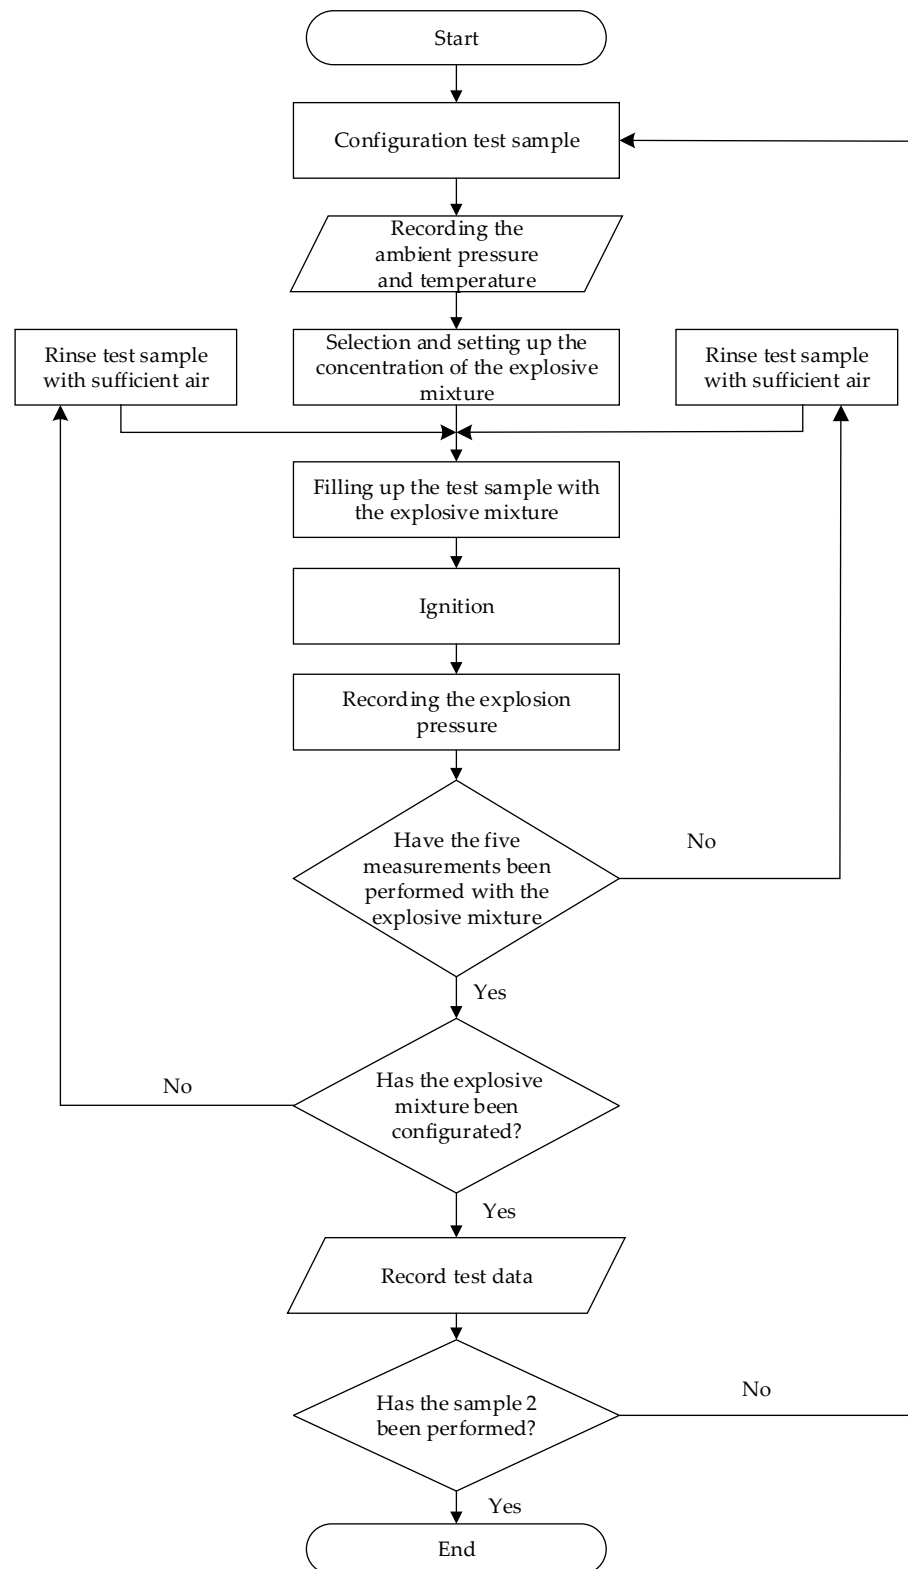 Start
Configuration test sample
Recording the
ambient pressure
and temperature
Rinse test sample
with sufficient air
Selection and setting up the
concentration of the explosive
mixture
Rinse test sample
with sufficient air
Filling up the test sample with
the explosive mixture
Ignition
Recording the explosion
pressure
Have the five
measurements been
performed with the
explosive mixture
No
Yes
Has the explosive
mixture been
configurated?
No
Yes
Record test data
Has the sample 2
been performed?
No
Yes
End